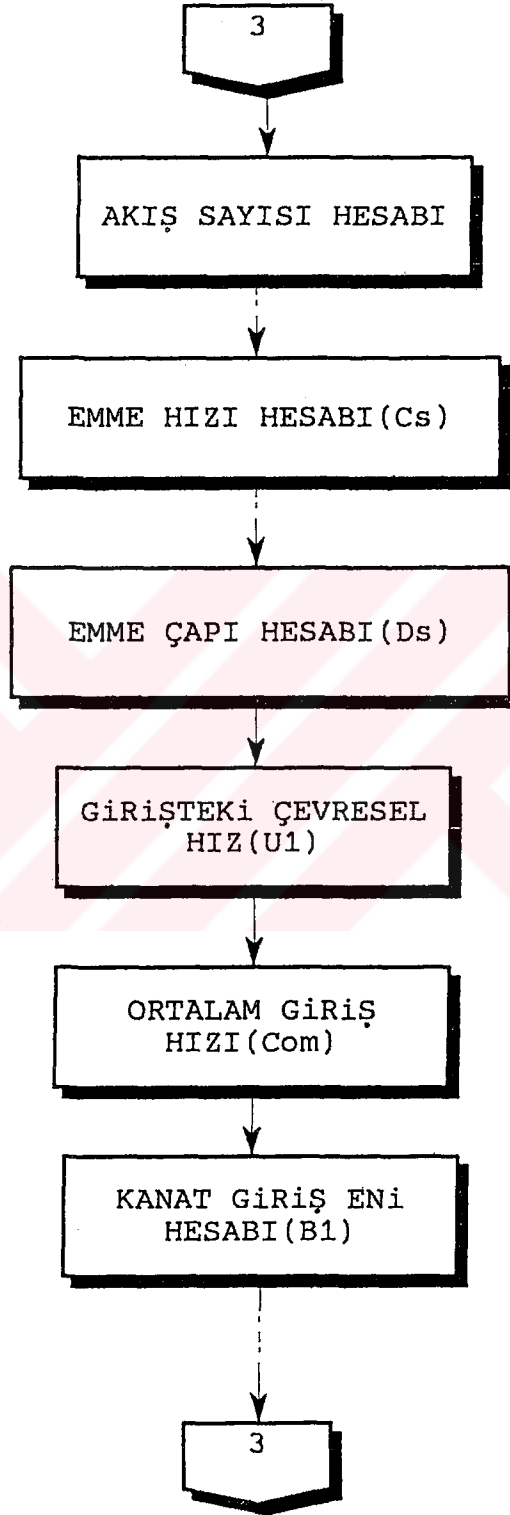 3
AKIŞ SAYISI HESABI
EMME HIZI HESABI(Cs)
EMME ÇAPI HESABI(Ds)
GiRiŞTEKi ÇEVRESEL
HIZ(U1)
ORTALAM GiRiŞ
HIZI(Com)
KANAT GiRiŞ ENi
HESABI(B1)
3